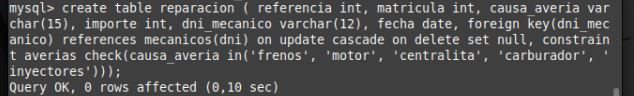 mysql> create table reparacion ( referencia int, matricula int, causa_averia var
char(15), importe int, dni_mecanico varchar(12), fecha date, foreign key(dni_mec
anico) references mecanicos(dni) on update cascade on delete set null, constrain
t averias check(causa_averia in('frenos', 'motor', 'centralita', 'carburador', '
inyectores')));
Query OK, 0 rows affected (0,10 sec)